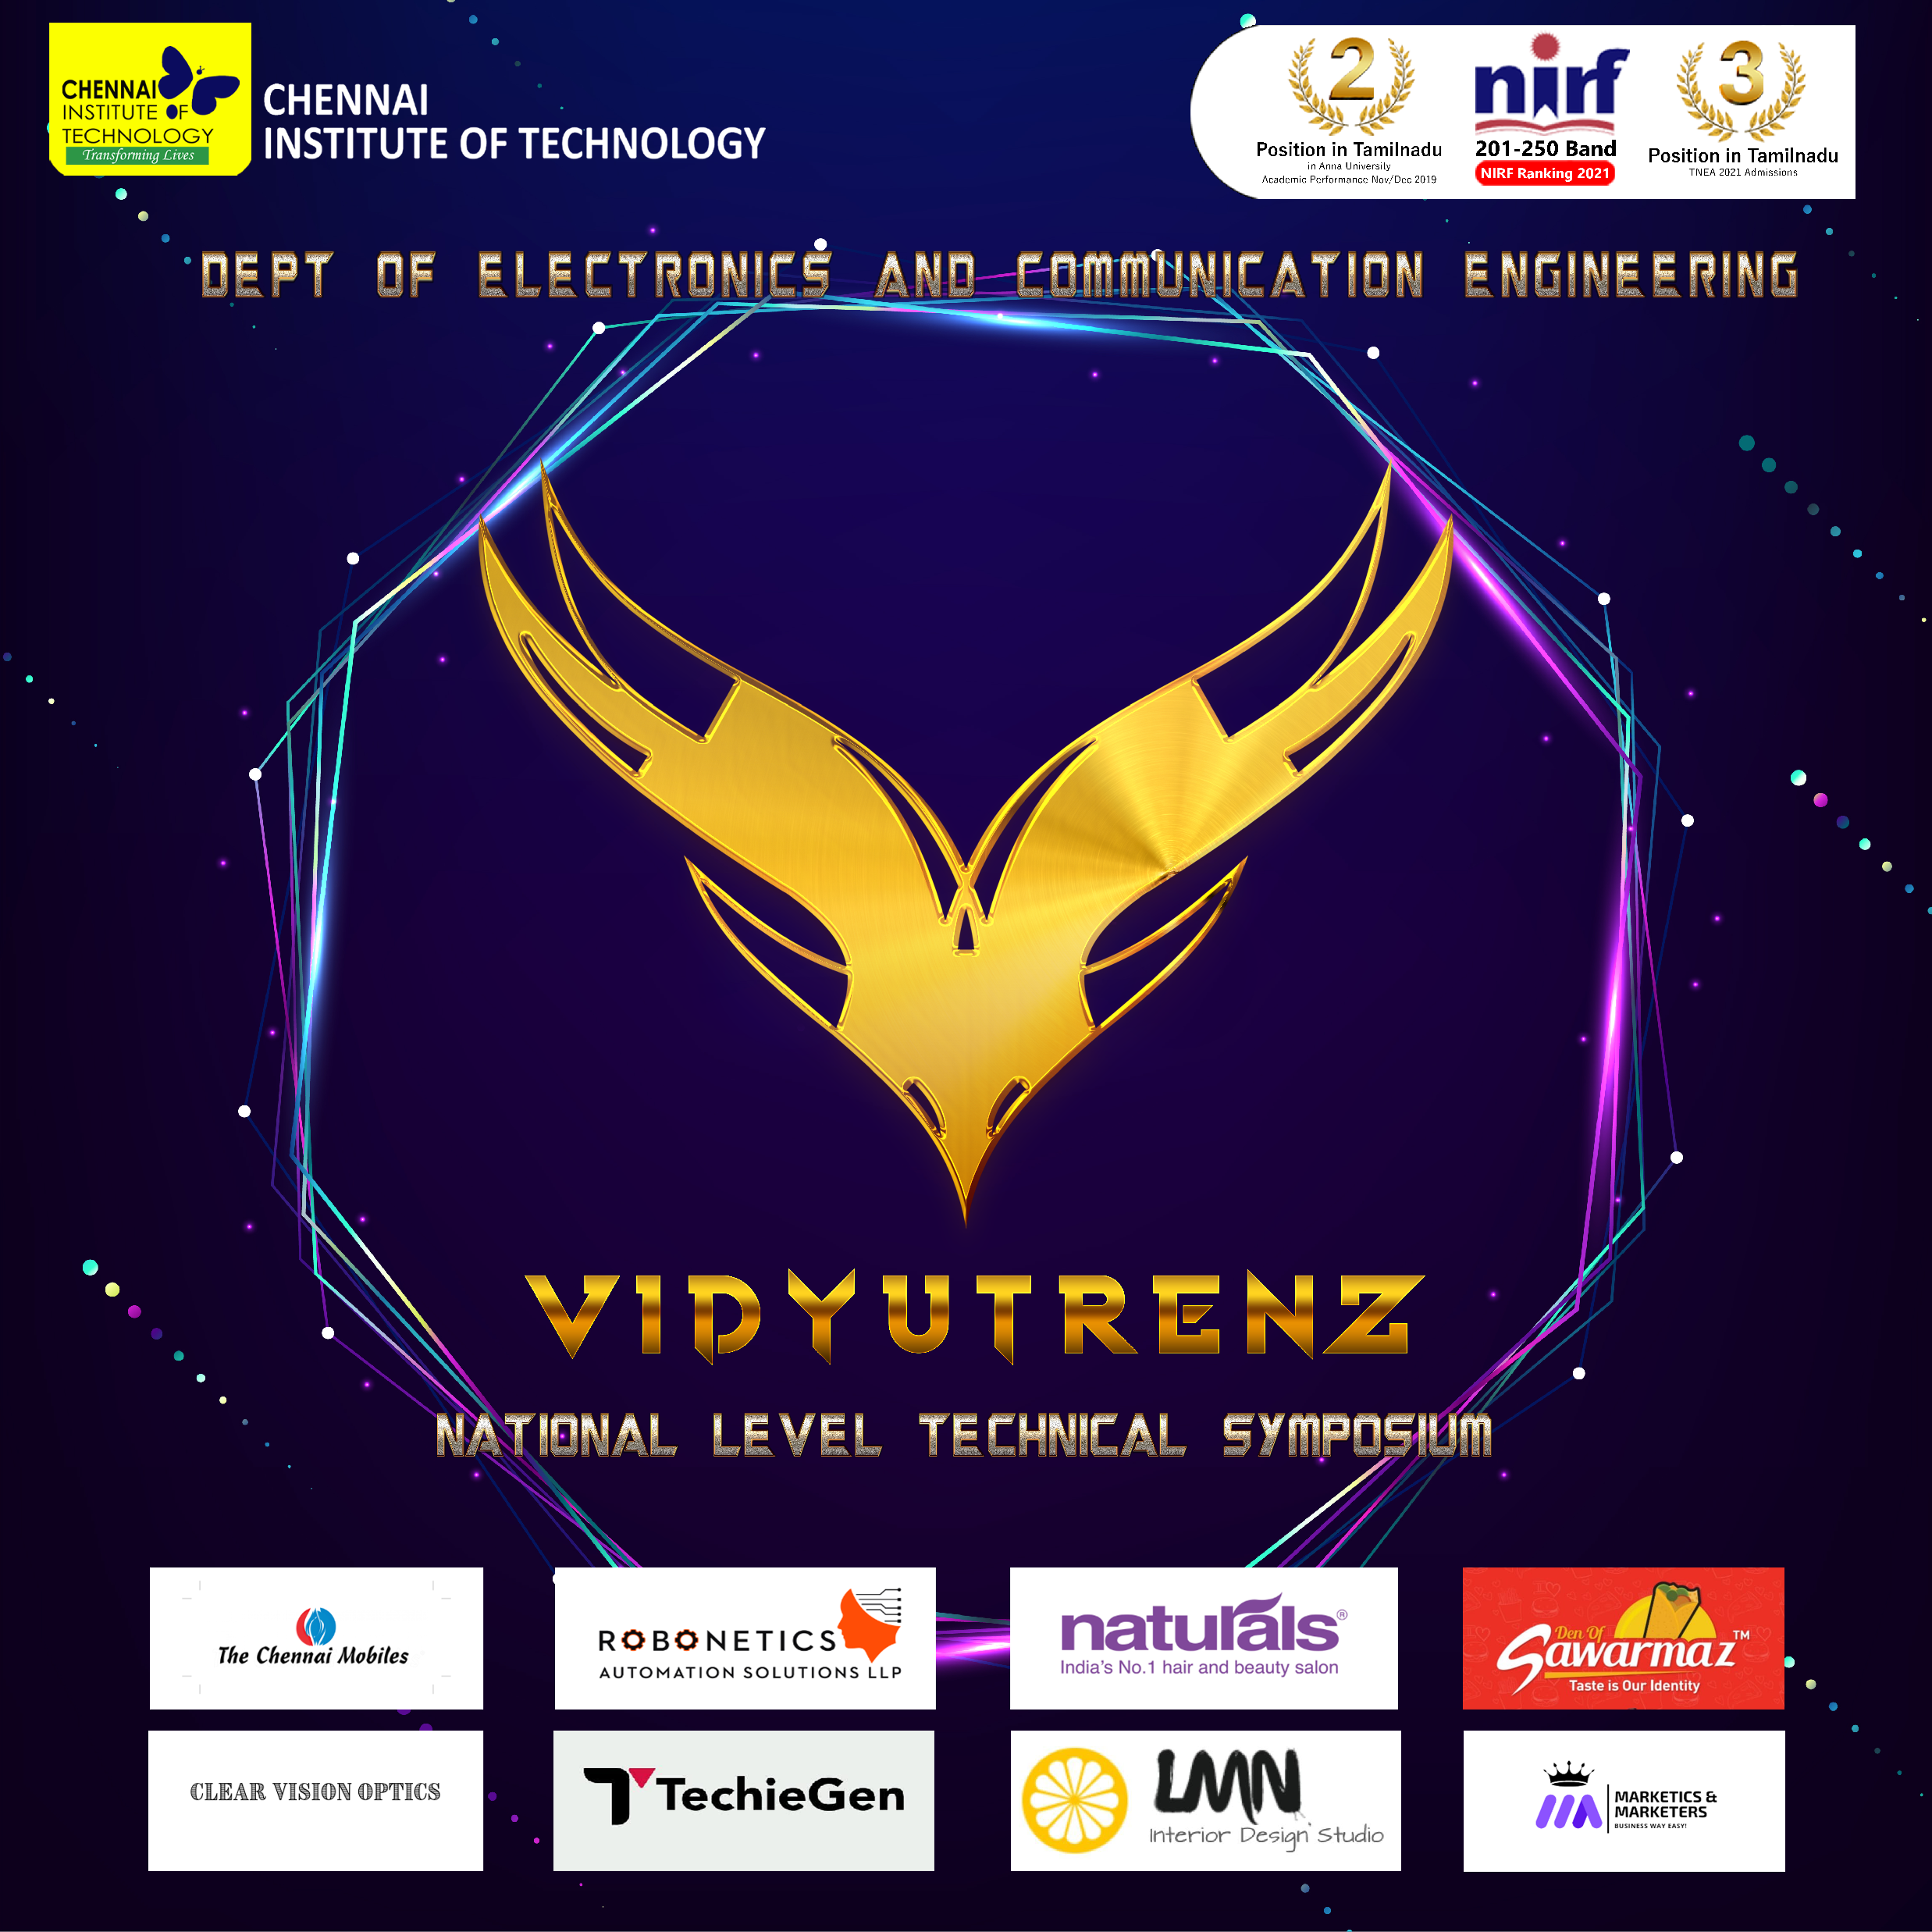 CHENNAI
INSTITUTE OF
TECHNOLOGY
Transforming Lives
CHENNAI
INSTITUTE OF TECHNOLOGY
2
Position in Tamilnadu
in Anna University
Academic Performance Nov/Dec 2019
nirf
201-250 Band
NIRF Ranking 2021
3
Position in Tamilnadu
TNEA 2021 Admissions
DEPT OF ELECTRONICS AND COMMUNICATION ENGINEERING
VIDYUTRENZ
NATIONAL LEVEL TECHNICAL SYMPOSIUM
The Chennai Mobiles
ROBONETICS
AUTOMATION SOLUTIONS LLP
naturals®
India's No.1 hair and beauty salon
Den Of
Sawarmaz™
Taste is Our Identity
CLEAR VISION OPTICS
TechieGen
LMN
Interior Design Studio
MARKETICS &
MARKETERS
BUSINESS WAY EASY!